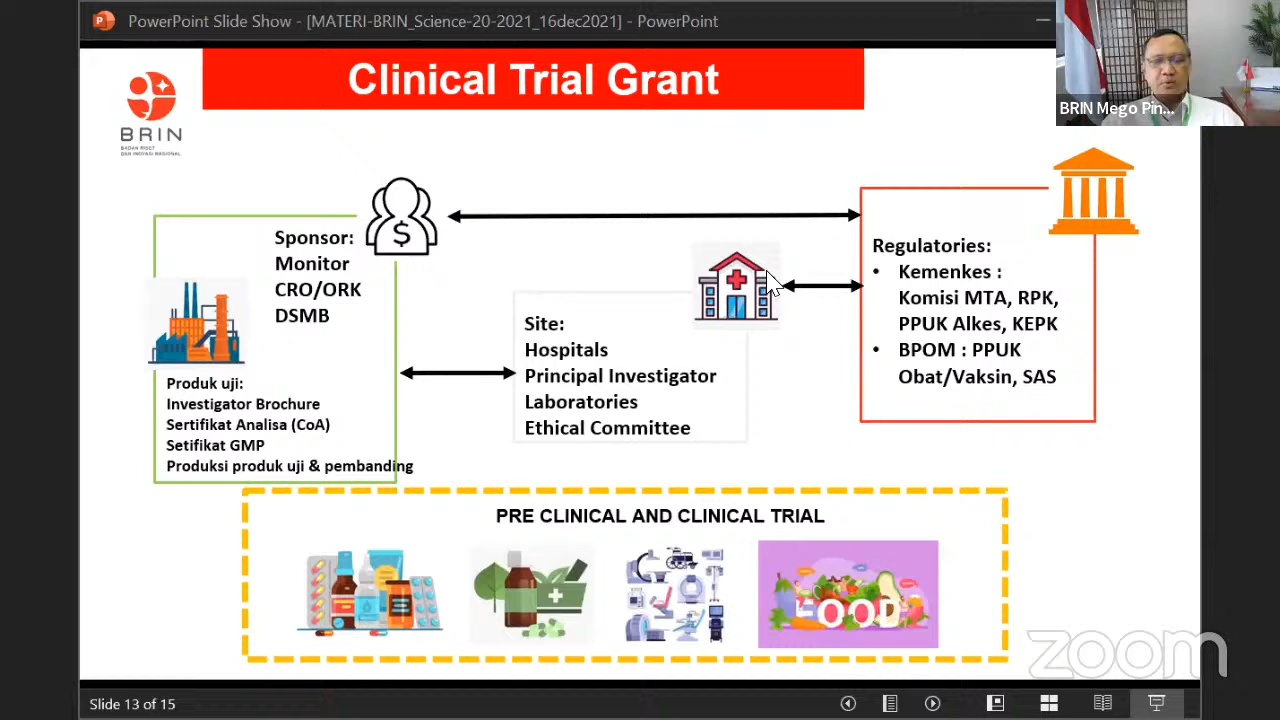 PowerPoint Slide Show - [MATERI-BRIN_Science-20-2021_16dec2021] - PowerPoint
Clinical Trial Grant
BRIN
BADAN RISET
DAN INOVASI NASIONAL
BRIN Mego Pin...
Sponsor:
Monitor
CRO/ORK
DSMB
Produk uji:
Investigator Brochure
Sertifikat Analisa (CoA)
Setifikat GMP
Produksi produk uji & pembanding
Site:
Hospitals
Principal Investigator
Laboratories
Ethical Committee
Regulatories:
• Kemenkes :
Komisi MTA, RPK,
PPUK Alkes, KEPK
• BPOM : PPUK
Obat/Vaksin, SAS
PRE CLINICAL AND CLINICAL TRIAL
FOOD
zoom
Slide 13 of 15